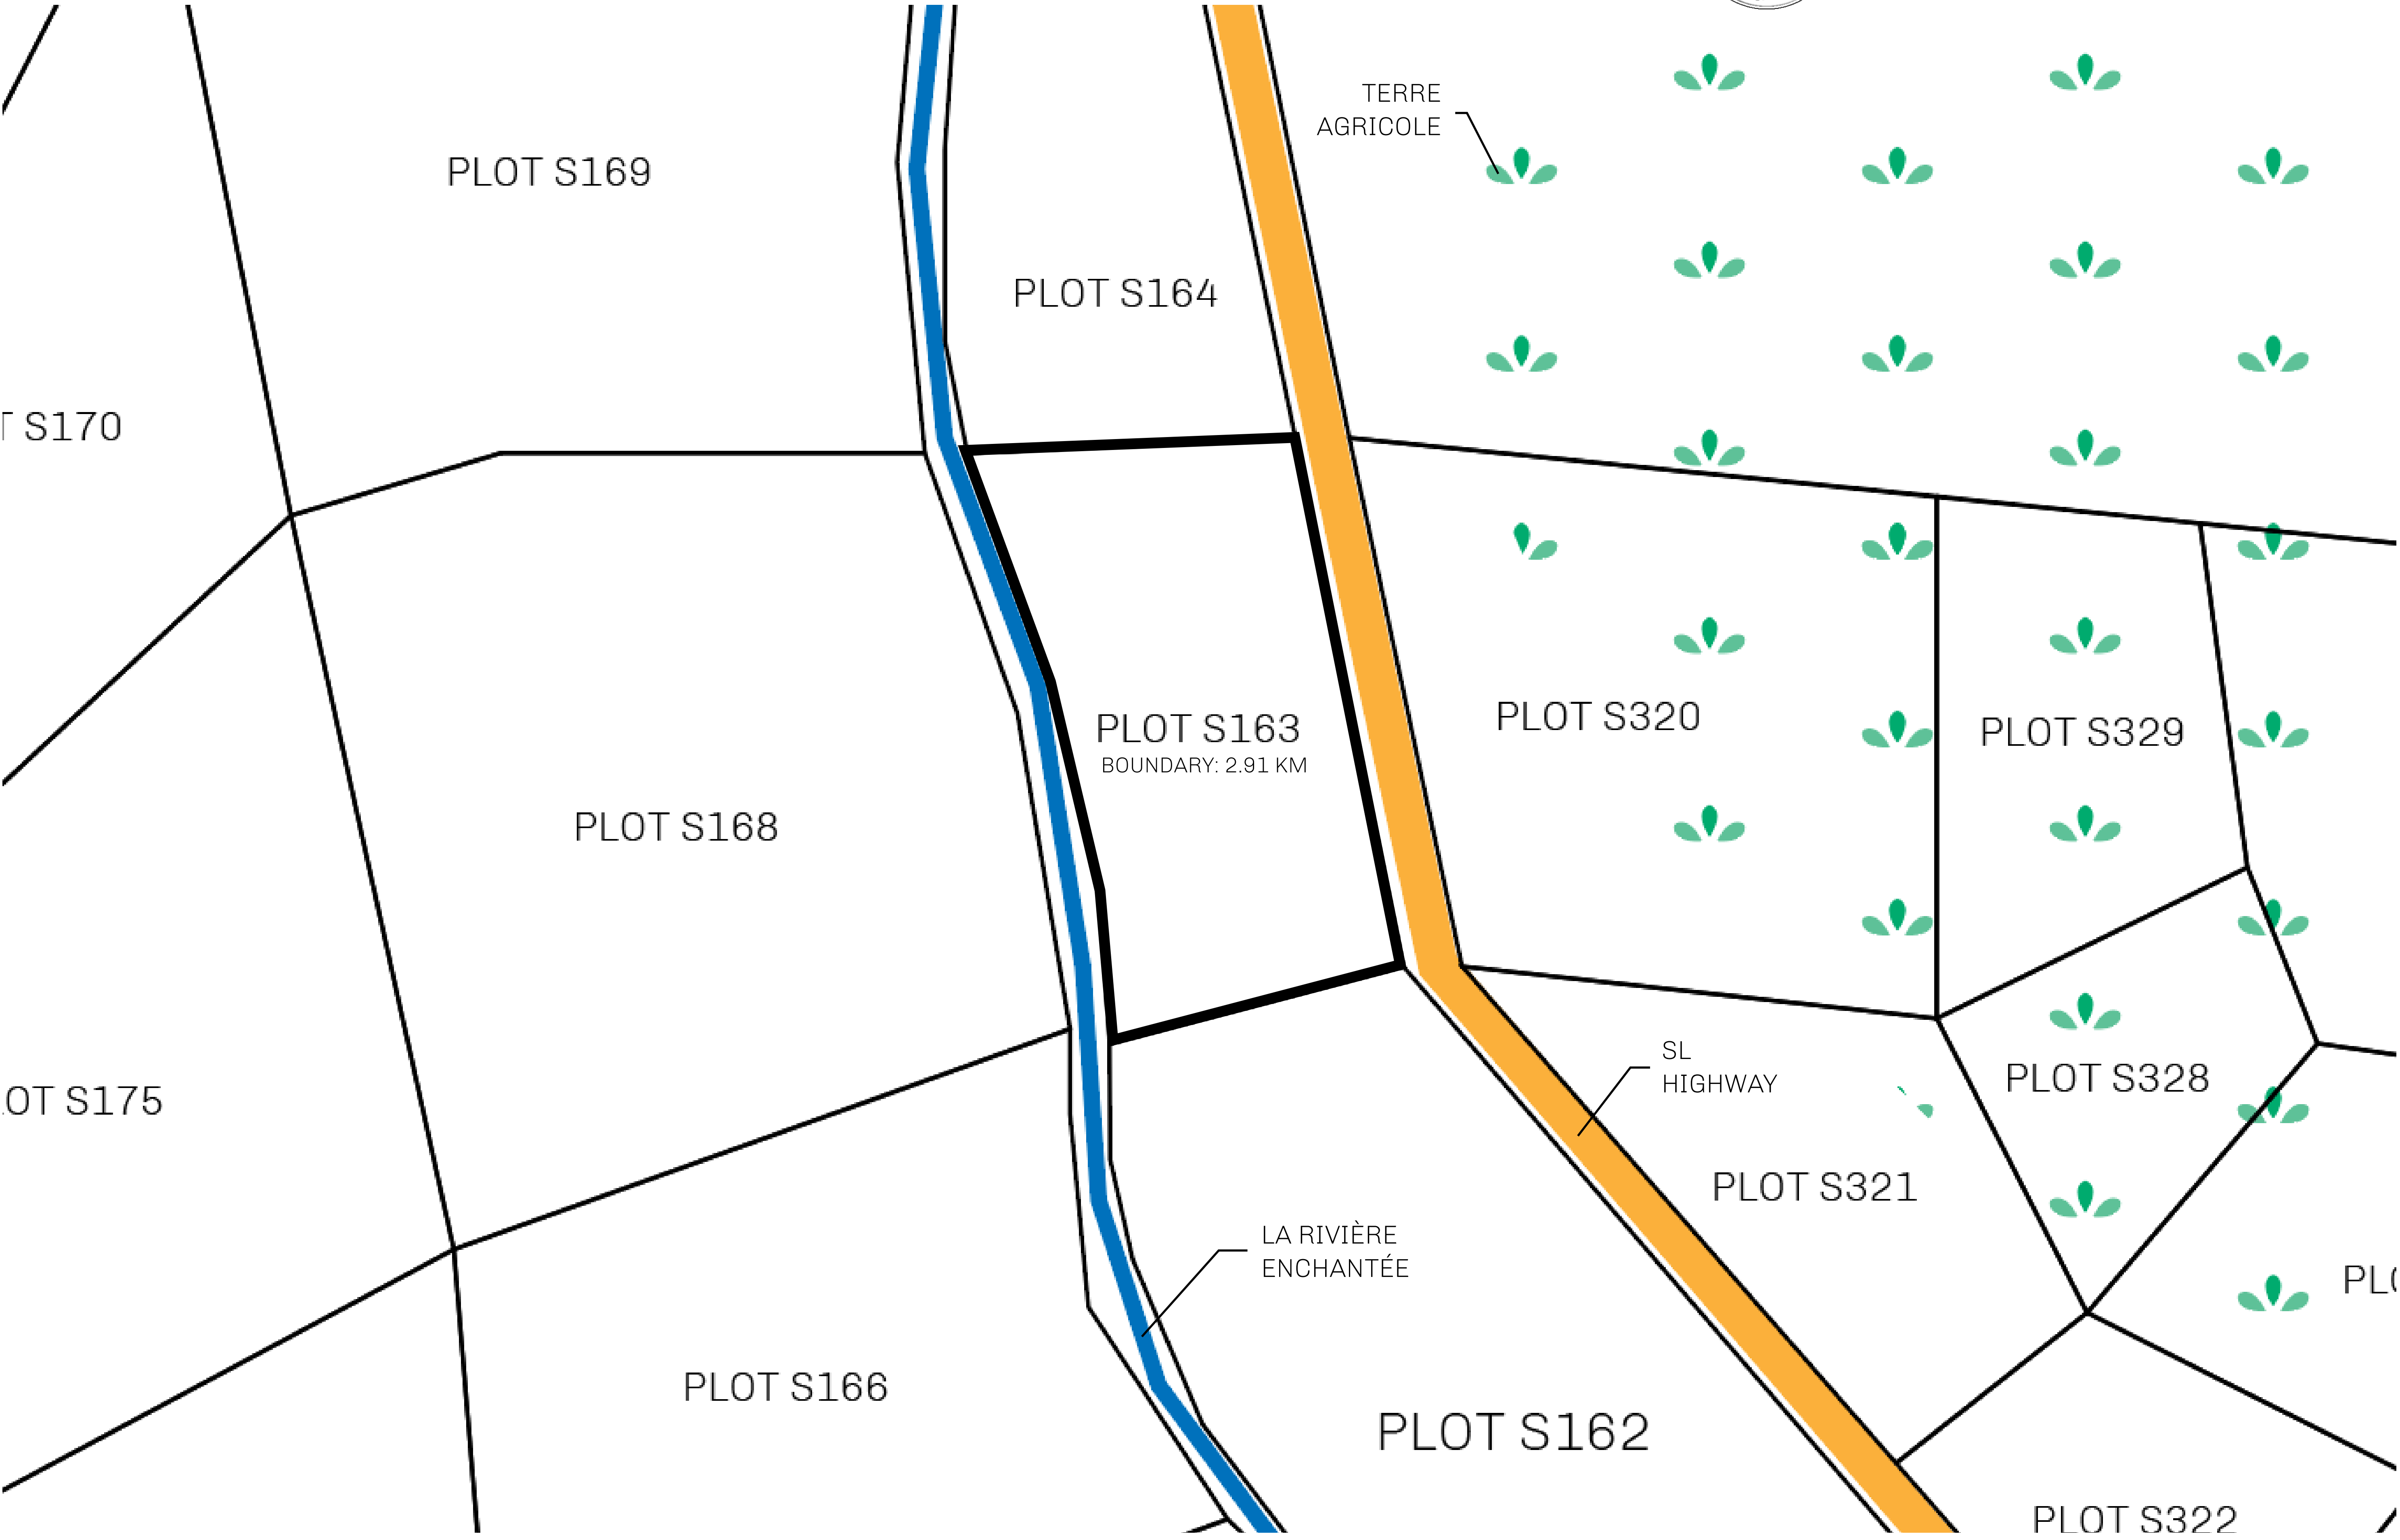 TERRE
AGRICOLE
PLOT S169
PLOT S164
T S170
PLOT S163
BOUNDARY: 2.91 KM
PLOT S320
PLOT S329
PLOT S168
SL
HIGHWAY
PLOT S328
OT S175
PLOT S321
LA RIVIÈRE
ENCHANTÉE
PLO
PLOT S166
PLOT S162
PLOT S322